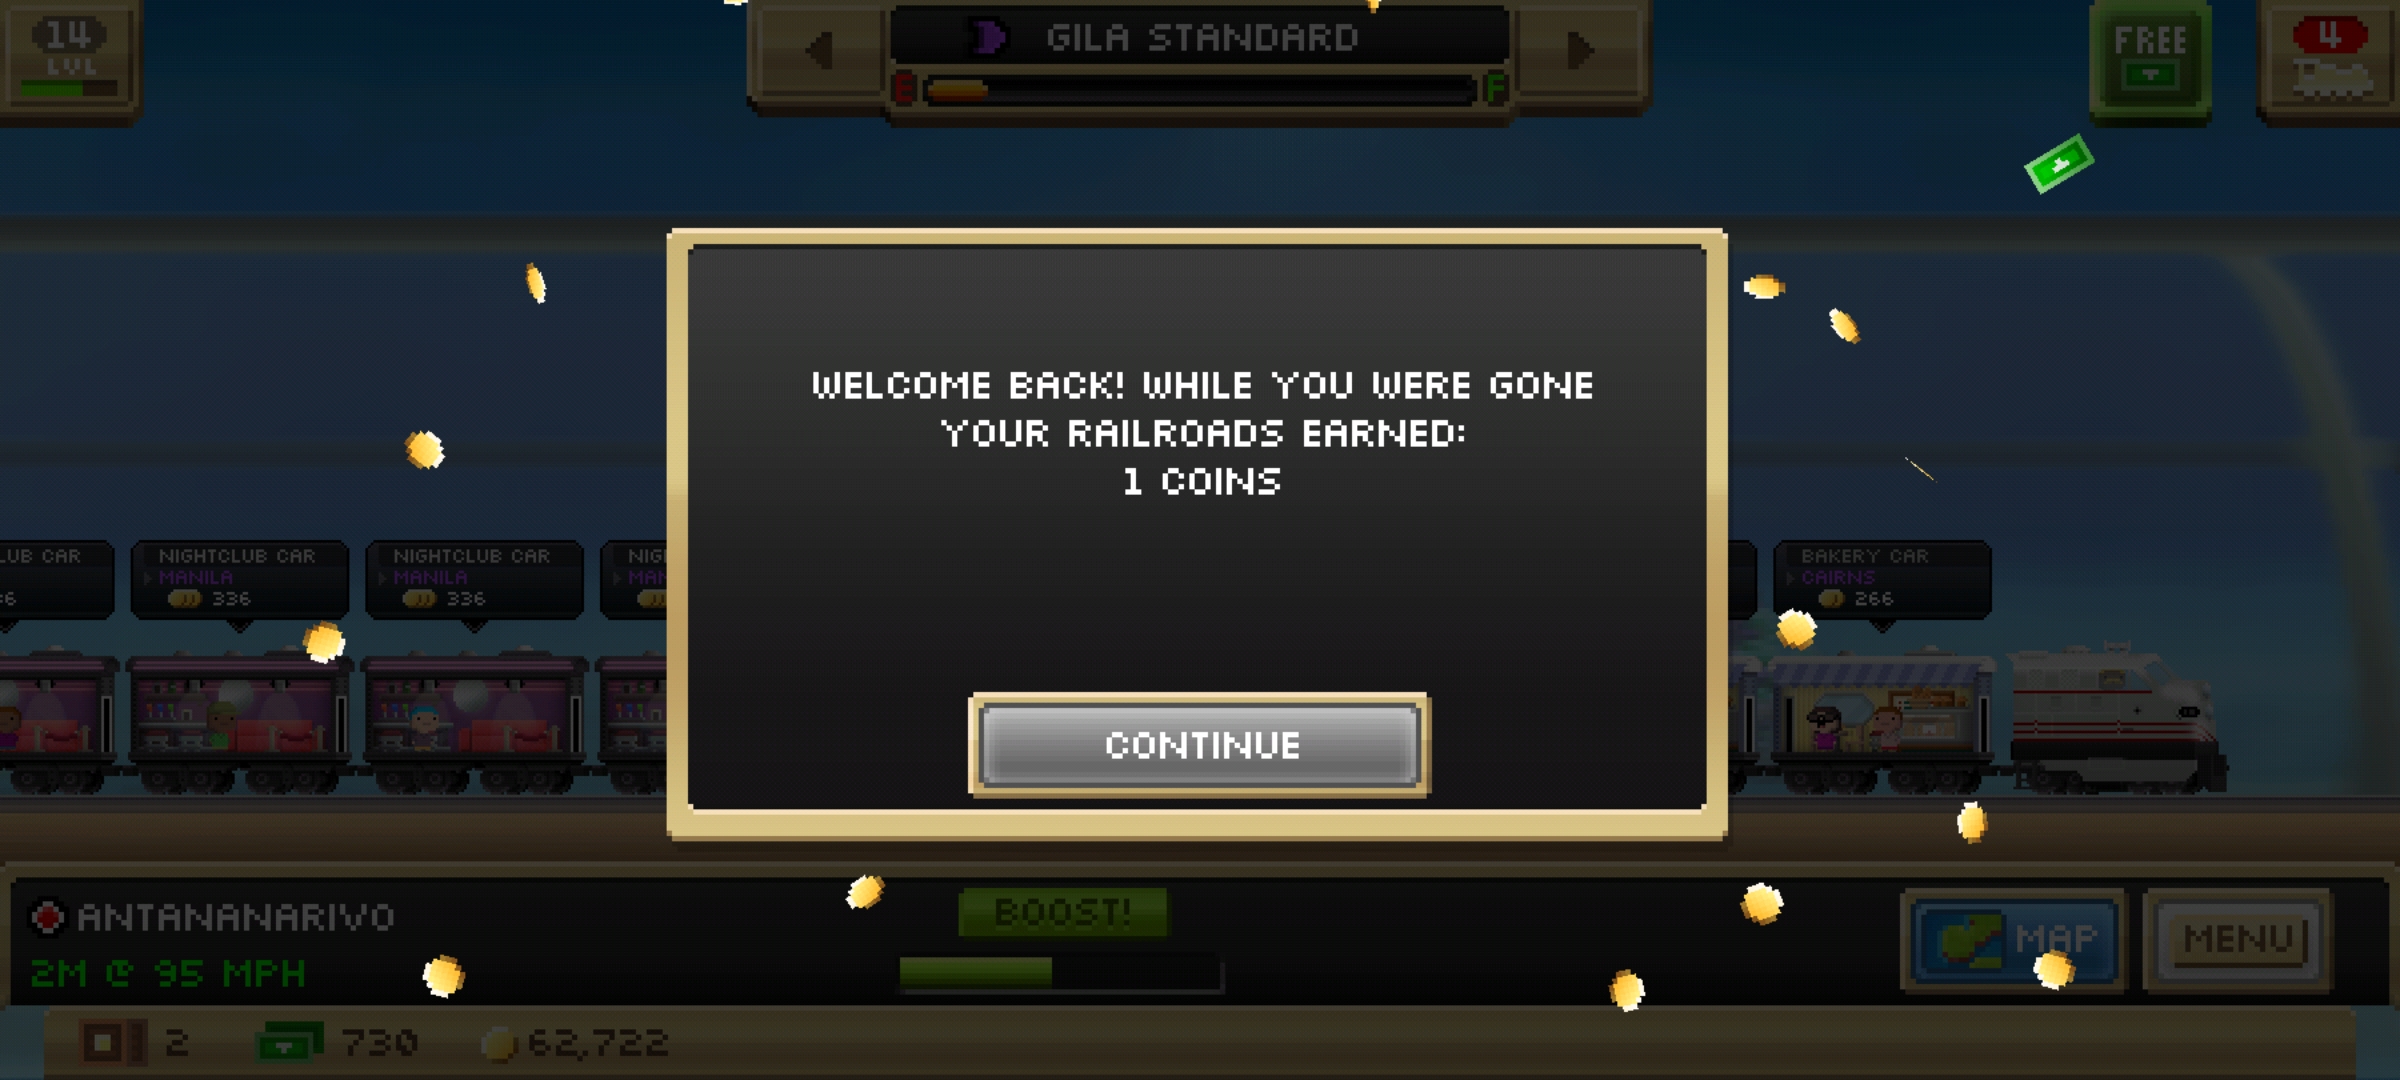 14
LVL
GILA STANDARD
E
F
FREE
4
WELCOME BACK! WHILE YOU WERE GONE
YOUR RAILROADS EARNED:
1 COINS
CONTINUE
LUB CAR
NIGHTCLUB CAR
MANILA
336
NIGHTCLUB CAR
MANILA
336
BAKERY CAR
CAIRNS
266
ANTANANARIVO
2M @ 95 MPH
BOOST!
MAP
MENU
2
730
62,722